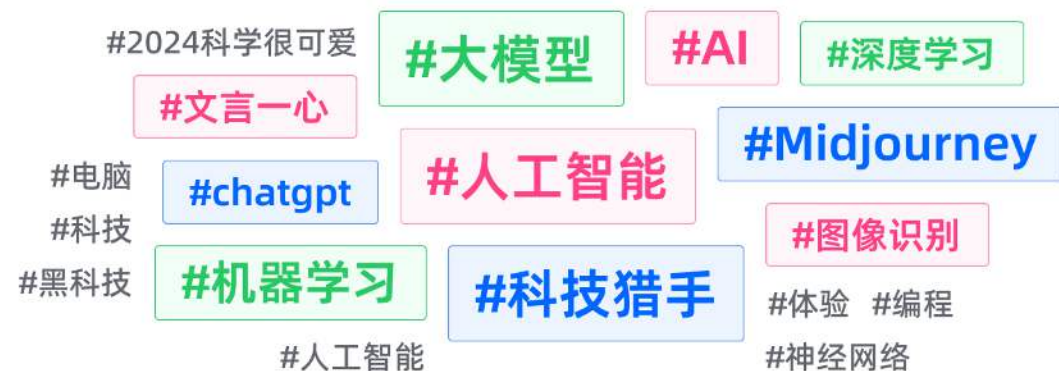 #2024科学很可爱
#大模型
#AI
#深度学习
#文言一心
#人工智能
#Midjourney
#电脑
#chatgpt
#科技
#图像识别
#黑科技
#机器学习
#科技猎手
#体验 #编程
#人工智能
#神经网络